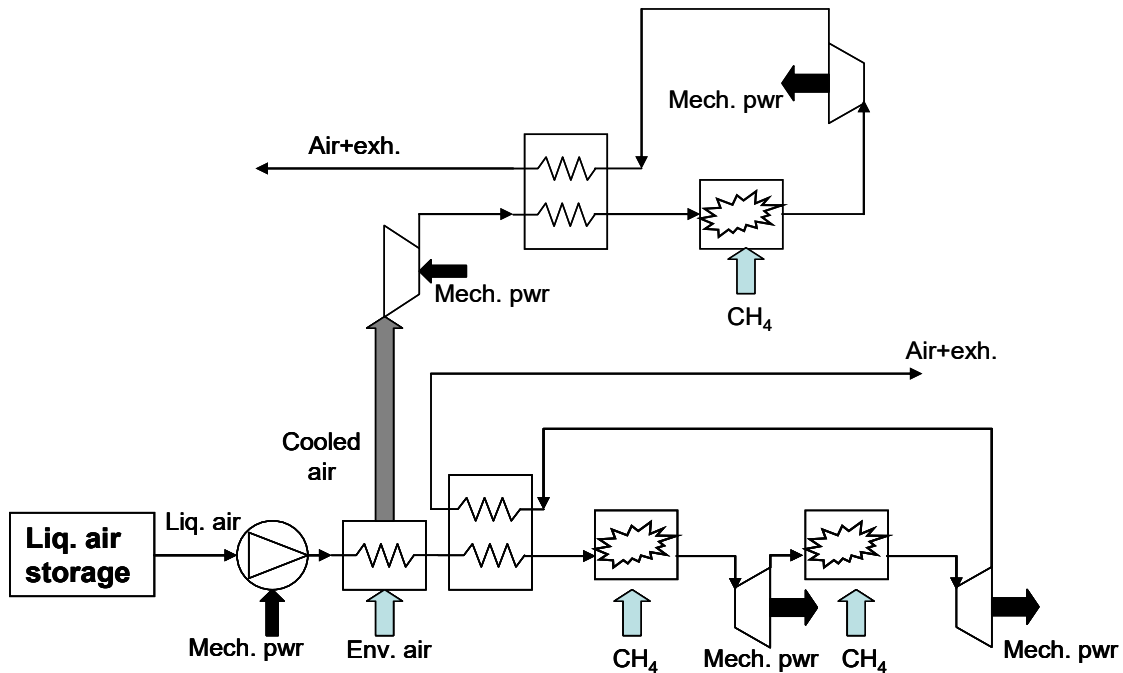 Mech. pwr
Air+exh.
Mech. pwr
CH₄
Air+exh.
Cooled
air
Liq. air
Liq. air
storage
Mech. pwr
Env. air
CH₄
Mech. pwr
CH₄
Mech. pwr